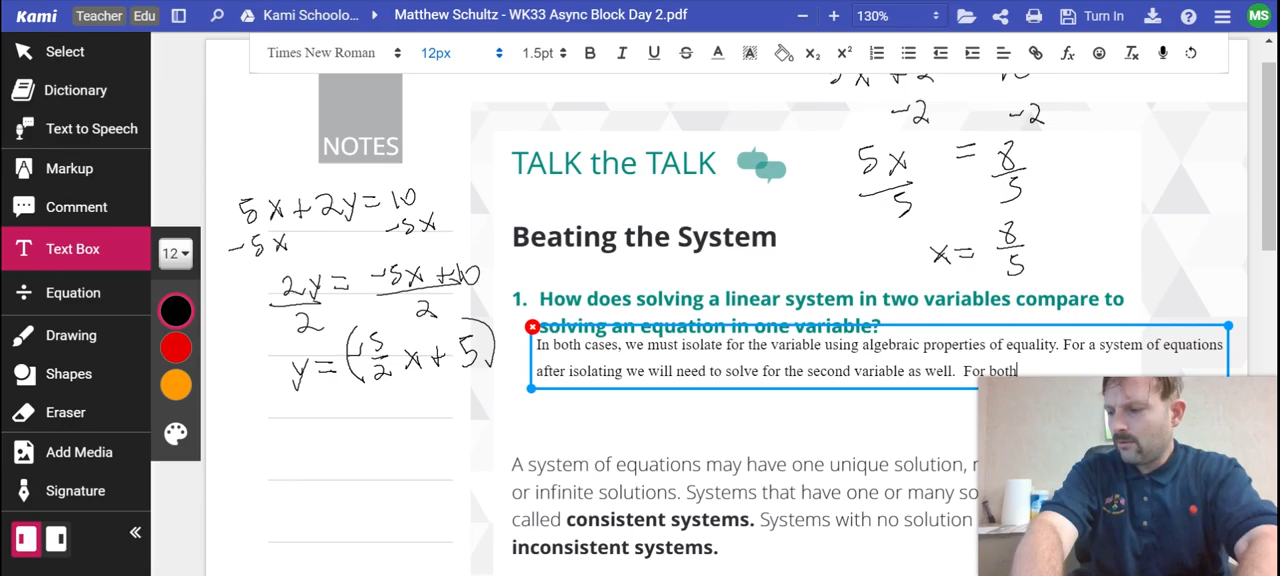 Kami Teacher Edu Kami Schoolo... Matthew Schultz - WK33 Async Block Day 2.pdf 130% Turn In MS
Times New Roman 12px 1.5pt B I U S A A X₂ X² fx Tx
Select
Dictionary
Text to Speech
Markup
Comment
Text Box
12
Equation
Drawing
Shapes
Eraser
Add Media
Signature
NOTES
5x+2y=10
-5x -5x
2y = -5x+10
2 2
y=(-5/2 x+5)
-2 -2
5x = 8
5 5
x= 8
5
TALK the TALK
Beating the System
1. How does solving a linear system in two variables compare to
solving an equation in one variable?
In both cases, we must isolate for the variable using algebraic properties of equality. For a system of equations
after isolating we will need to solve for the second variable as well. For both
A system of equations may have one unique solution,
or infinite solutions. Systems that have one or many so
called consistent systems. Systems with no solution
inconsistent systems.